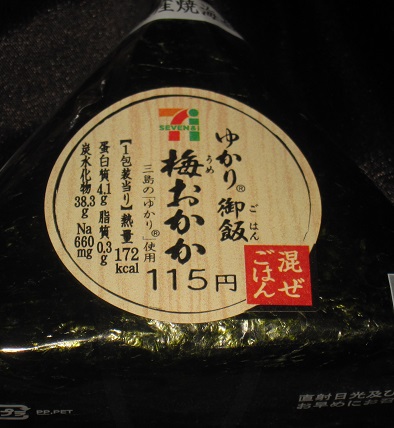 SEVEN&i
ゆかり®御飯
ごはん
梅おかか
うめ
三島の「ゆかり®」使用
【1包装当り】熱量172kcal
蛋白質4.1g 脂質0.3g
炭水化物38.3g Na660mg
115円
混ぜ
ごはん
直射日光及び
お早めにお
PP,PET